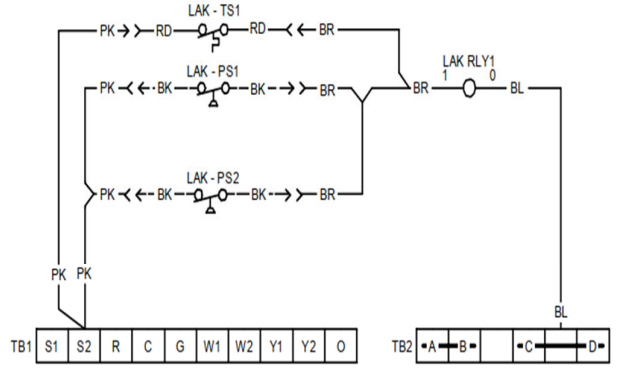 LAK - TS1
PK RD RD BR
LAK - PS1
LAK RLY1
1 0
PK BK BK BR BR BL
LAK - PS2
PK BK BK BR
PK PK
BL
TB1 S1 S2 R C G W1 W2 Y1 Y2 O
TB2 A B C D